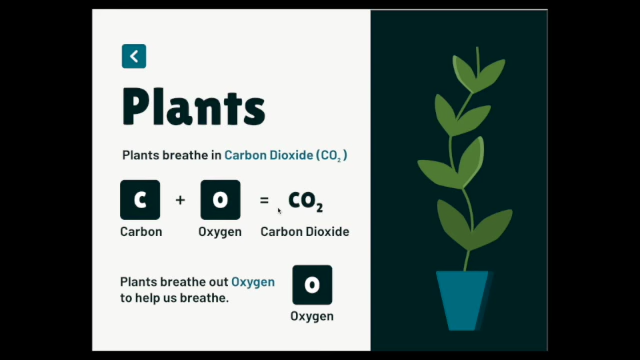 Plants
Plants breathe in Carbon Dioxide (CO₂)
C + O = CO₂
Carbon Oxygen Carbon Dioxide
Plants breathe out Oxygen
to help us breathe.
O
Oxygen